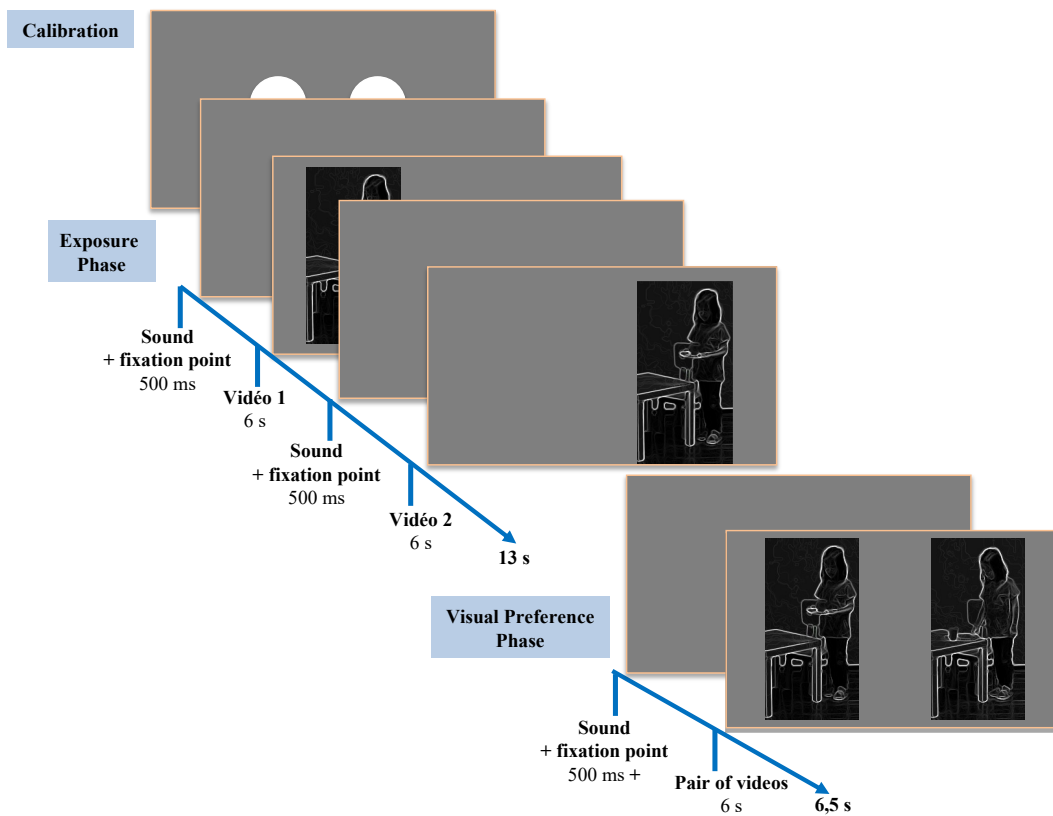 Calibration
Exposure
Phase
Sound
+ fixation point
500 ms
Vidéo 1
6 s
Sound
+ fixation point
500 ms
Vidéo 2
6 s
13 s
Visual Preference
Phase
Sound
+ fixation point
500 ms +
Pair of videos
6 s
6,5 s